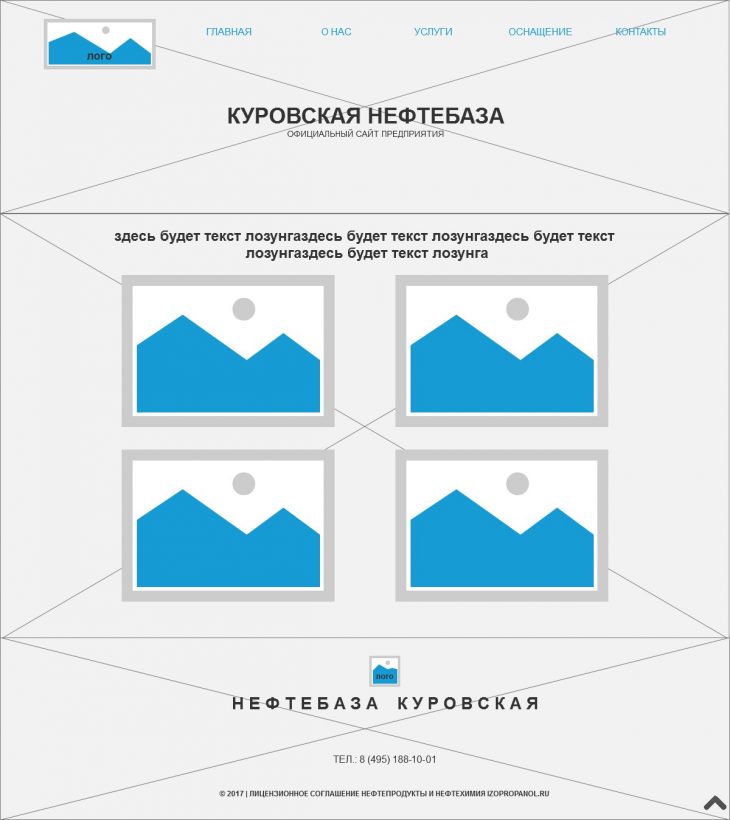 лого
ГЛАВНАЯ О НАС УСЛУГИ ОСНАЩЕНИЕ КОНТАКТЫ
КУРОВСКАЯ НЕФТЕБАЗА
ОФИЦИАЛЬНЫЙ САЙТ ПРЕДПРИЯТИЯ
здесь будет текст лозунгаздесь будет текст лозунгаздесь будет текст
лозунгаздесь будет текст лозунга
лого
НЕФТЕБАЗА КУРОВСКАЯ
ТЕЛ.: 8 (495) 188-10-01
© 2017 | ЛИЦЕНЗИОННОЕ СОГЛАШЕНИЕ НЕФТЕПРОДУКТЫ И НЕФТЕХИМИЯ IZOPROPANOL.RU